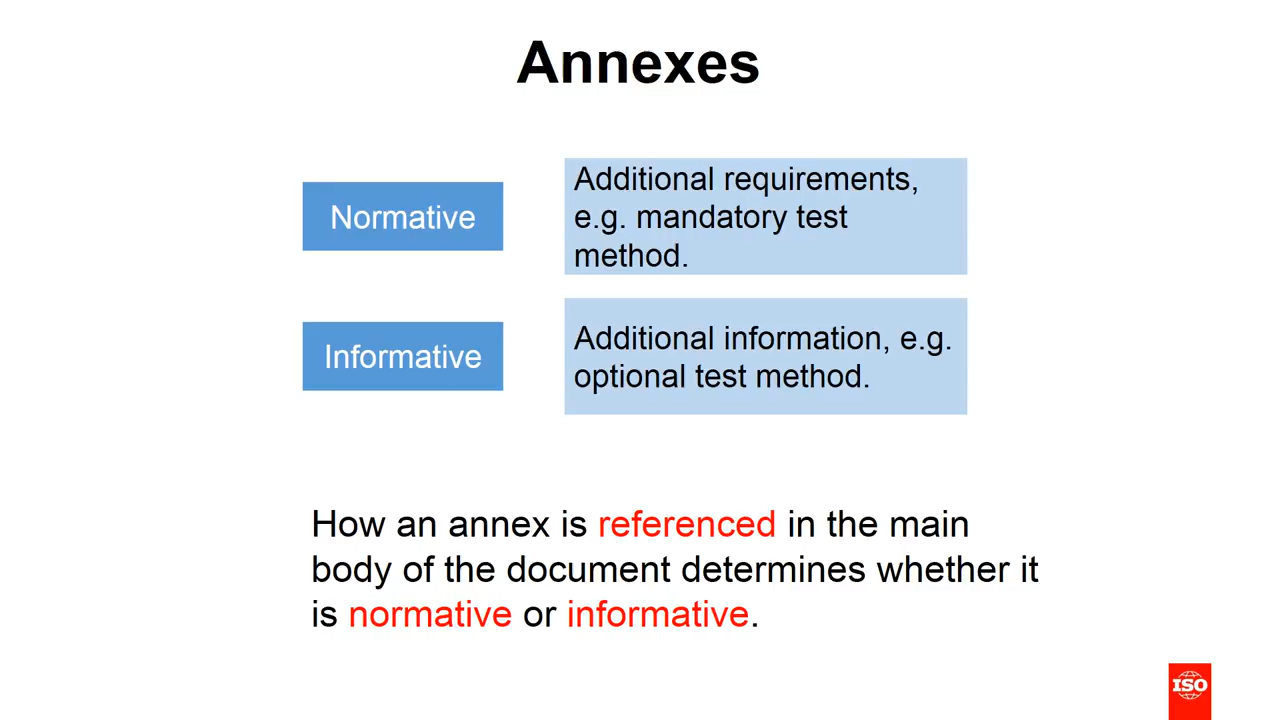 Annexes
Normative
Additional requirements,
e.g. mandatory test
method.
Informative
Additional information, e.g.
optional test method.
How an annex is referenced in the main
body of the document determines whether it
is normative or informative.
ISO